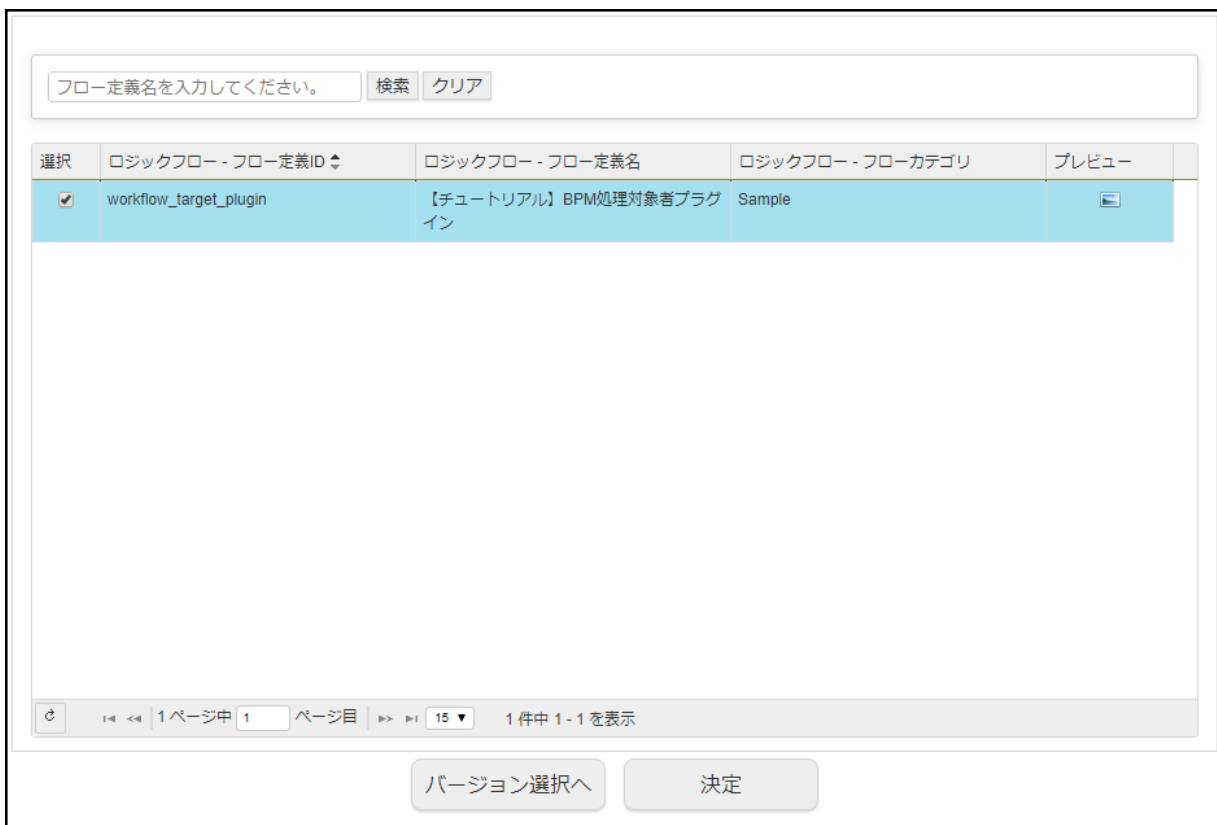 フロー定義名を入力してください。 検索 クリア
選択 ロジックフロー - フロー定義ID ロジックフロー - フロー定義名 ロジックフロー - フローカテゴリ プレビュー
workflow_target_plugin 【チュートリアル】BPM処理対象者プラグ Sample
イン
1 ページ中 1 ページ目 15 1 件中 1 - 1 を表示
バージョン選択へ 決定